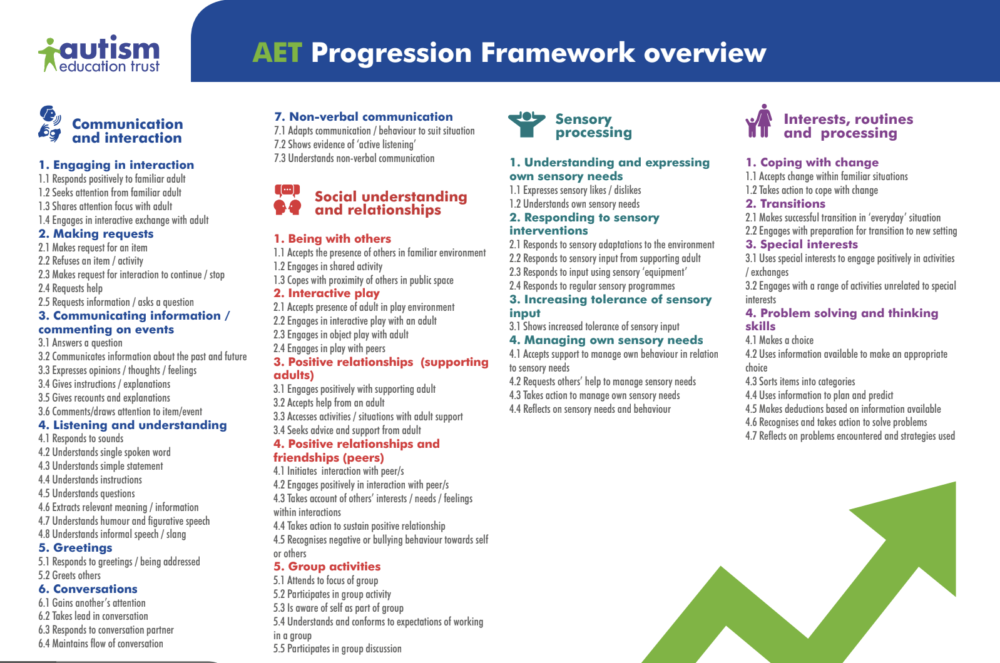 autism
education trust
AET Progression Framework overview
Communication
and interaction
1. Engaging in interaction
1.1 Responds positively to familiar adult
1.2 Seeks attention from familiar adult
1.3 Shares attention focus with adult
1.4 Engages in interactive exchange with adult
2. Making requests
2.1 Makes request for an item
2.2 Refuses an item / activity
2.3 Makes request for interaction to continue / stop
2.4 Requests help
2.5 Requests information / asks a question
3. Communicating information /
commenting on events
3.1 Answers a question
3.2 Communicates information about the past and future
3.3 Expresses opinions / thoughts / feelings
3.4 Gives instructions / explanations
3.5 Gives recounts and explanations
3.6 Comments/draws attention to item/event
4. Listening and understanding
4.1 Responds to sounds
4.2 Understands single spoken word
4.3 Understands simple statement
4.4 Understands instructions
4.5 Understands questions
4.6 Extracts relevant meaning / information
4.7 Understands humour and figurative speech
4.8 Understands informal speech / slang
5. Greetings
5.1 Responds to greetings / being addressed
5.2 Greets others
6. Conversations
6.1 Gains another's attention
6.2 Takes lead in conversation
6.3 Responds to conversation partner
6.4 Maintains flow of conversation
7. Non-verbal communication
7.1 Adapts communication / behaviour to suit situation
7.2 Shows evidence of 'active listening'
7.3 Understands non-verbal communication
Social understanding
and relationships
1. Being with others
1.1 Accepts the presence of others in familiar environment
1.2 Engages in shared activity
1.3 Copes with proximity of others in public space
2. Interactive play
2.1 Accepts presence of adult in play environment
2.2 Engages in interactive play with an adult
2.3 Engages in object play with adult
2.4 Engages in play with peers
3. Positive relationships (supporting
adults)
3.1 Engages positively with supporting adult
3.2 Accepts help from an adult
3.3 Accesses activities / situations with adult support
3.4 Seeks advice and support from adult
4. Positive relationships and
friendships (peers)
4.1 Initiates interaction with peer/s
4.2 Engages positively in interaction with peer/s
4.3 Takes account of others' interests / needs / feelings
within interactions
4.4 Takes action to sustain positive relationship
4.5 Recognises negative or bullying behaviour towards self
or others
5. Group activities
5.1 Attends to focus of group
5.2 Participates in group activity
5.3 Is aware of self as part of group
5.4 Understands and conforms to expectations of working
in a group
5.5 Participates in group discussion
Sensory
processing
1. Understanding and expressing
own sensory needs
1.1 Expresses sensory likes / dislikes
1.2 Understands own sensory needs
2. Responding to sensory
interventions
2.1 Responds to sensory adaptations to the environment
2.2 Responds to sensory input from supporting adult
2.3 Responds to input using sensory 'equipment'
2.4 Responds to regular sensory programmes
3. Increasing tolerance of sensory
input
3.1 Shows increased tolerance of sensory input
4. Managing own sensory needs
4.1 Accepts support to manage own behaviour in relation
to sensory needs
4.2 Requests others' help to manage sensory needs
4.3 Takes action to manage own sensory needs
4.4 Reflects on sensory needs and behaviour
Interests, routines
and processing
1. Coping with change
1.1 Accepts change within familiar situations
1.2 Takes action to cope with change
2. Transitions
2.1 Makes successful transition in 'everyday' situation
2.2 Engages with preparation for transition to new setting
3. Special interests
3.1 Uses special interests to engage positively in activities
/ exchanges
3.2 Engages with a range of activities unrelated to special
interests
4. Problem solving and thinking
skills
4.1 Makes a choice
4.2 Uses information available to make an appropriate
choice
4.3 Sorts items into categories
4.4 Uses information to plan and predict
4.5 Makes deductions based on information available
4.6 Recognises and takes action to solve problems
4.7 Reflects on problems encountered and strategies used